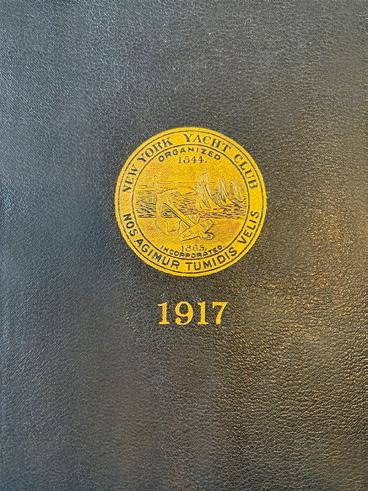 NEW YORK YACHT CLUB
ORGANIZED
1844.
1865.
INCORPORATED
NOS AGIMUR TUMIDIS VELIS
1917